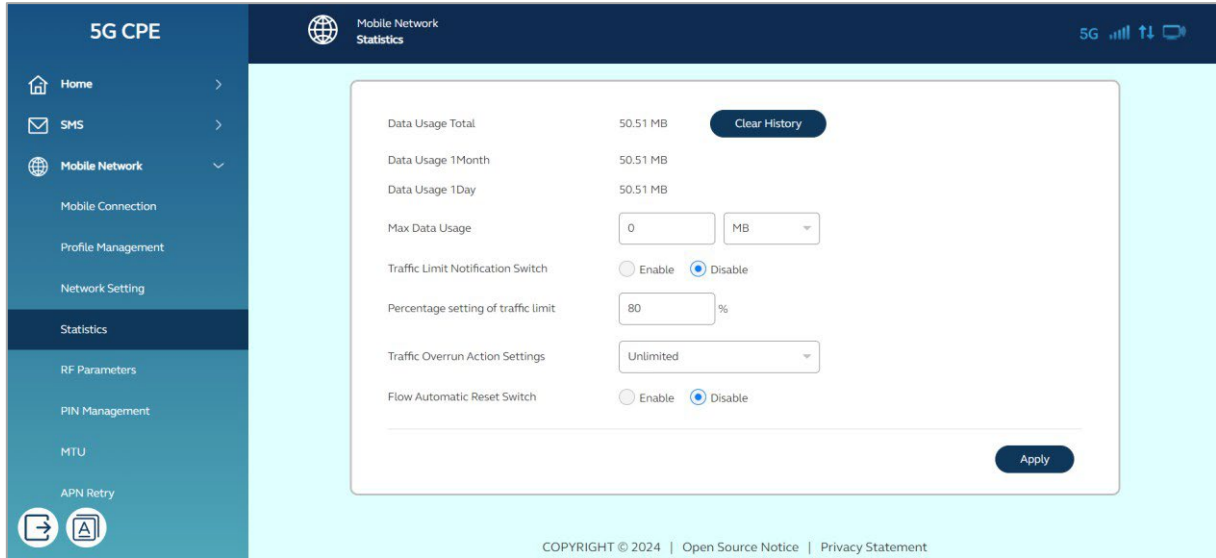 5G CPE
Mobile Network
Statistics
5G
Home
SMS
Mobile Network
Mobile Connection
Profile Management
Network Setting
Statistics
RF Parameters
PIN Management
MTU
APN Retry
A
Data Usage Total 50.51 MB Clear History
Data Usage 1Month 50.51 MB
Data Usage 1Day 50.51 MB
Max Data Usage 0 MB
Traffic Limit Notification Switch Enable Disable
Percentage setting of traffic limit 80 %
Traffic Overrun Action Settings Unlimited
Flow Automatic Reset Switch Enable Disable
Apply
COPYRIGHT © 2024 | Open Source Notice | Privacy Statement